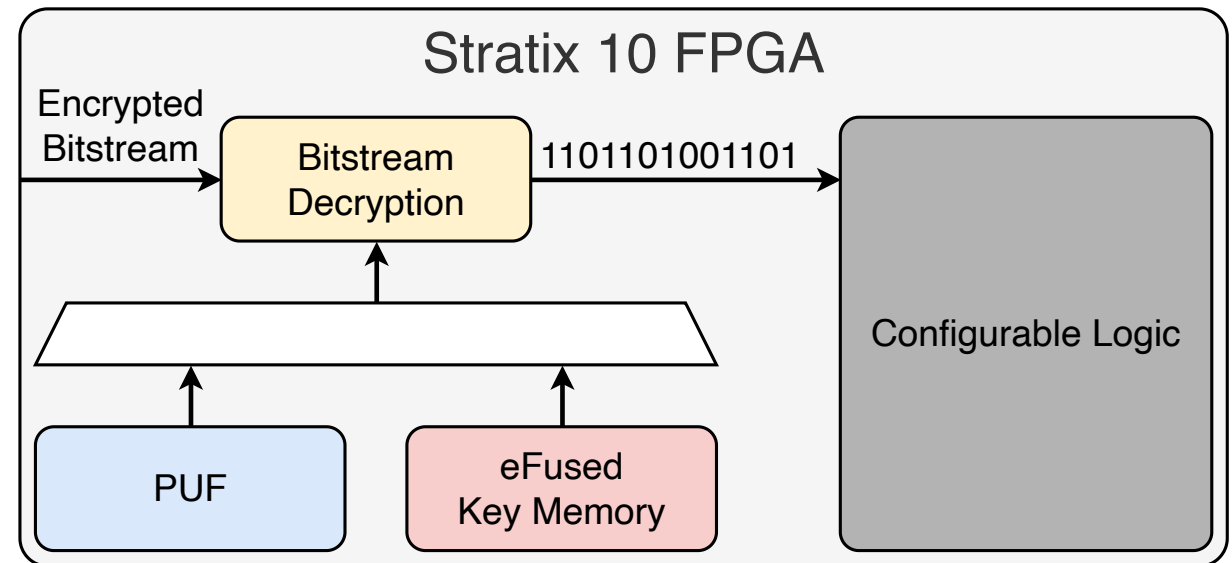 Stratix 10 FPGA
Encrypted
Bitstream
Bitstream
Decryption
1101101001101
Configurable Logic
PUF
eFused
Key Memory